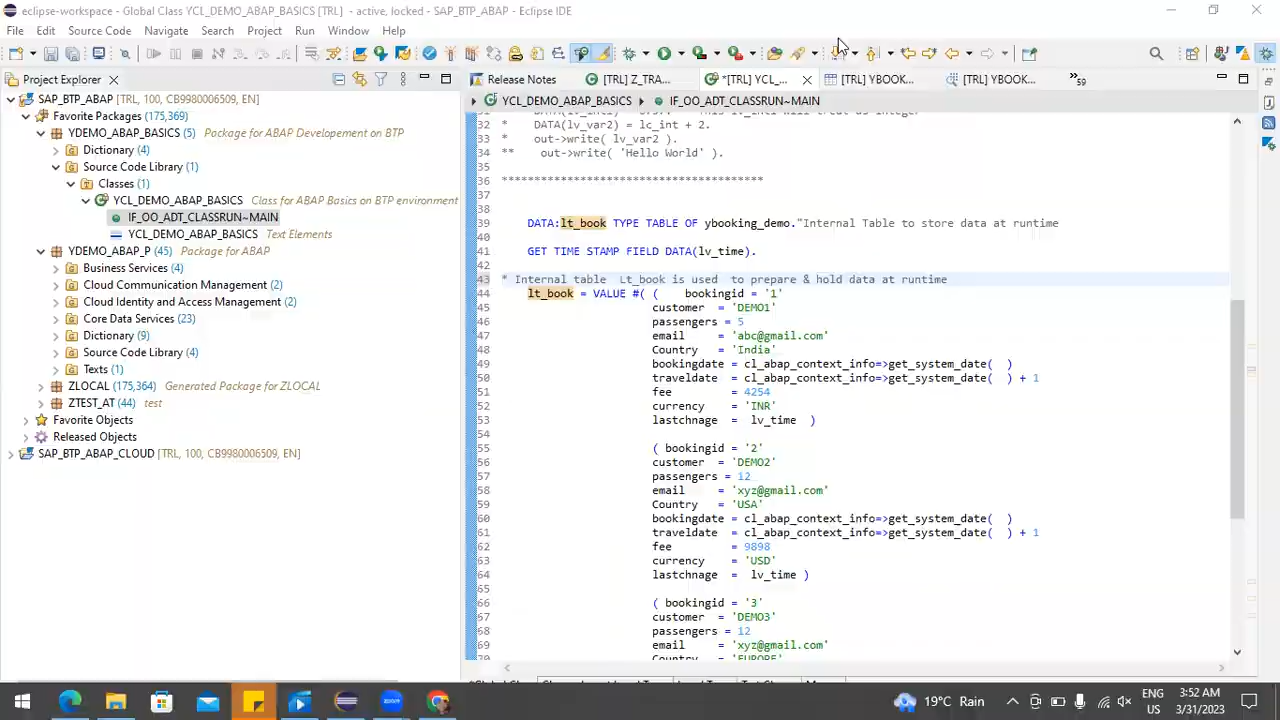 eclipse-workspace - Global Class YCL_DEMO_ABAP_BASICS [TRL] - active, locked - SAP_BTP_ABAP - Eclipse IDE
File Edit Source Code Navigate Search Project Run Window Help
Project Explorer
Release Notes [TRL] Z_TRA... *[TRL] YCL_... [TRL] YBOOK... [TRL] YBOOK... 59
YCL_DEMO_ABAP_BASICS IF_OO_ADT_CLASSRUN~MAIN
SAP_BTP_ABAP [TRL, 100, CB9980006509, EN]
Favorite Packages (175,369)
YDEMO_ABAP_BASICS (5) Package for ABAP Developement on BTP
Dictionary (4)
Source Code Library (1)
Classes (1)
YCL_DEMO_ABAP_BASICS Class for ABAP Basics on BTP environment
IF_OO_ADT_CLASSRUN~MAIN
YCL_DEMO_ABAP_BASICS Text Elements
YDEMO_ABAP_P (45) Package for ABAP
Business Services (4)
Cloud Communication Management (2)
Cloud Identity and Access Management (2)
Core Data Services (23)
Dictionary (9)
Source Code Library (4)
Texts (1)
ZLOCAL (175,364) Generated Package for ZLOCAL
ZTEST_AT (44) test
Favorite Objects
Released Objects
SAP_BTP_ABAP_CLOUD [TRL, 100, CB9980006509, EN]
32 * DATA(lv_var2) = lc_int + 2.
33 * out->write( lv_var2 ).
34 ** out->write( 'Hello World' ).
35
36 ****************************************
37
38
39 DATA:lt_book TYPE TABLE OF ybooking_demo."Internal Table to store data at runtime
40
41 GET TIME STAMP FIELD DATA(lv_time).
42
43 * Internal table Lt_book is used to prepare & hold data at runtime
44 lt_book = VALUE #( ( bookingid = '1'
45 customer = 'DEMO1'
46 passengers = 5
47 email = 'abc@gmail.com'
48 Country = 'India'
49 bookingdate = cl_abap_context_info=>get_system_date( )
50 traveldate = cl_abap_context_info=>get_system_date( ) + 1
51 fee = 4254
52 currency = 'INR'
53 lastchnage = lv_time )
54
55 ( bookingid = '2'
56 customer = 'DEMO2'
57 passengers = 12
58 email = 'xyz@gmail.com'
59 Country = 'USA'
60 bookingdate = cl_abap_context_info=>get_system_date( )
61 traveldate = cl_abap_context_info=>get_system_date( ) + 1
62 fee = 9898
63 currency = 'USD'
64 lastchnage = lv_time )
65
66 ( bookingid = '3'
67 customer = 'DEMO3'
68 passengers = 12
69 email = 'xyz@gmail.com'
70 Country = 'EUROPE'
zoom
19°C Rain
ENG
US
3:52 AM
3/31/2023